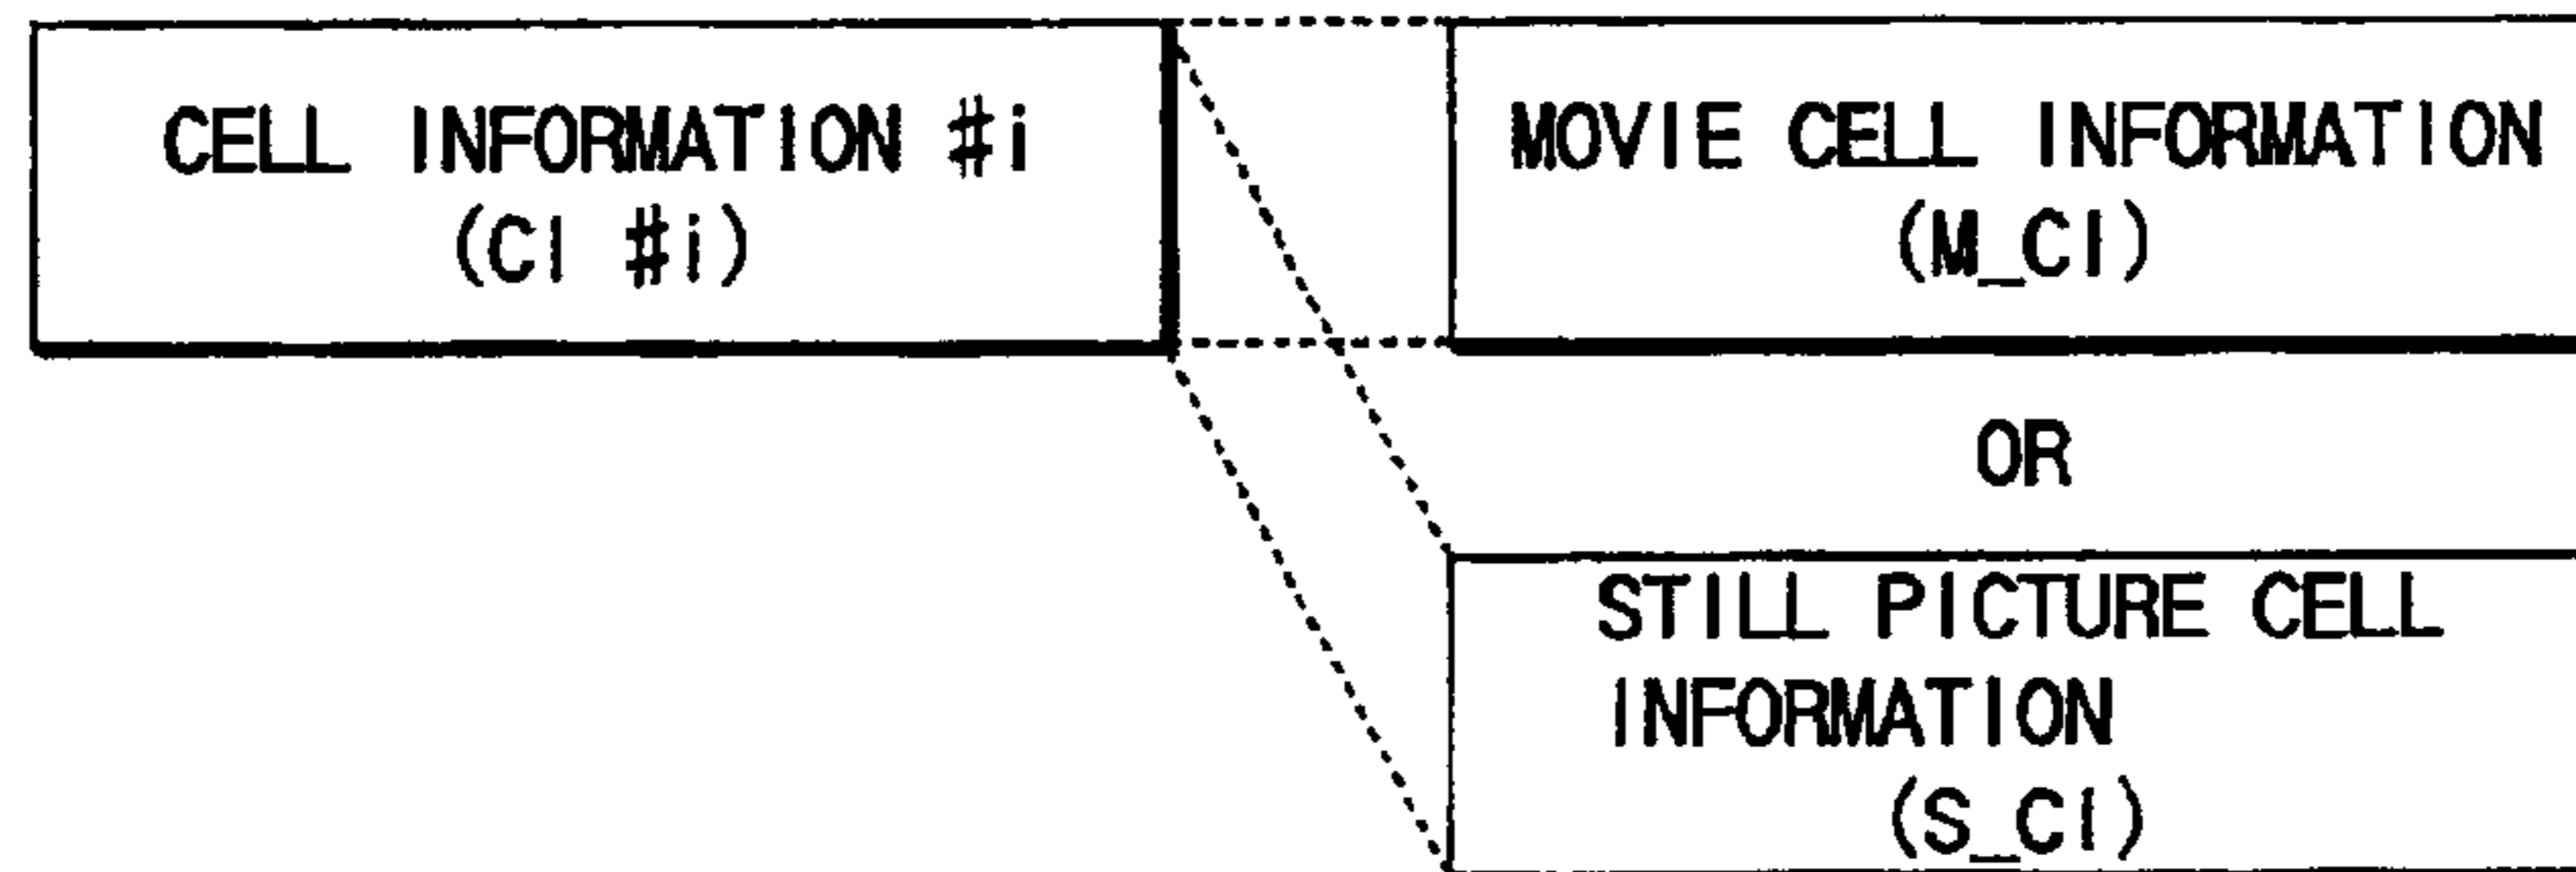 CELL INFORMATION #i
(CI #i)
MOVIE CELL INFORMATION
(M_CI)
OR
STILL PICTURE CELL
INFORMATION
(S_CI)